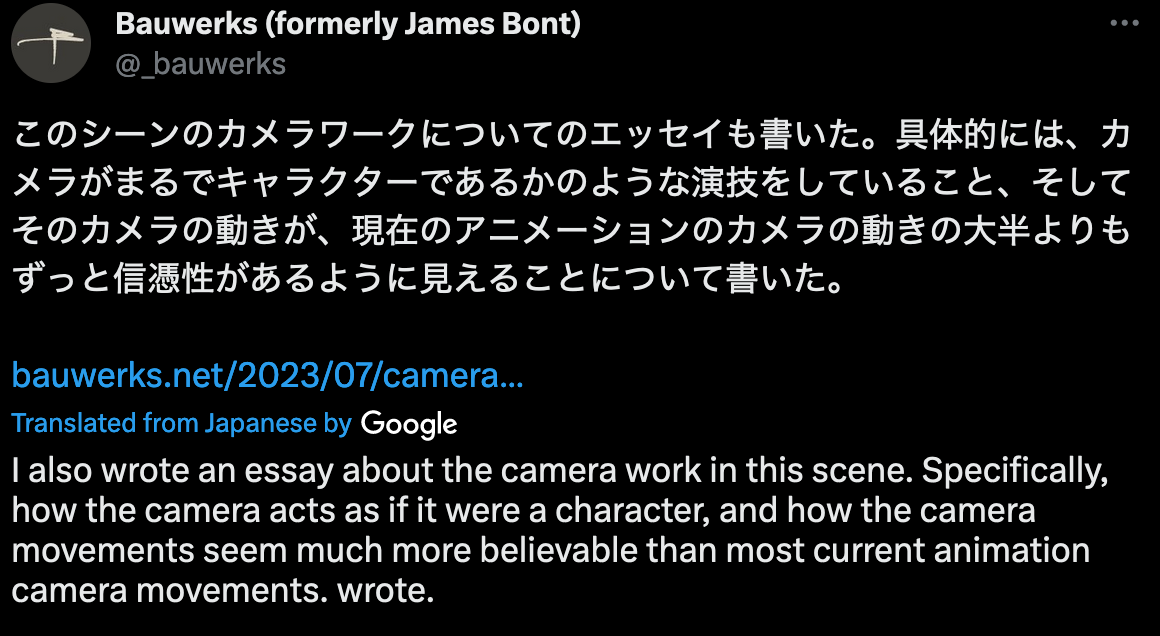 Bauwerks (formerly James Bont)
@_bauwerks
このシーンのカメラワークについてのエッセイも書いた。具体的には、カ
メラがまるでキャラクターであるかのような演技をしていること、そして
そのカメラの動きが、現在のアニメーションのカメラの動きの大半よりも
ずっと信憑性があるように見えることについて書いた。
bauwerks.net/2023/07/camera...
Translated from Japanese by Google
I also wrote an essay about the camera work in this scene. Specifically,
how the camera acts as if it were a character, and how the camera
movements seem much more believable than most current animation
camera movements. wrote.